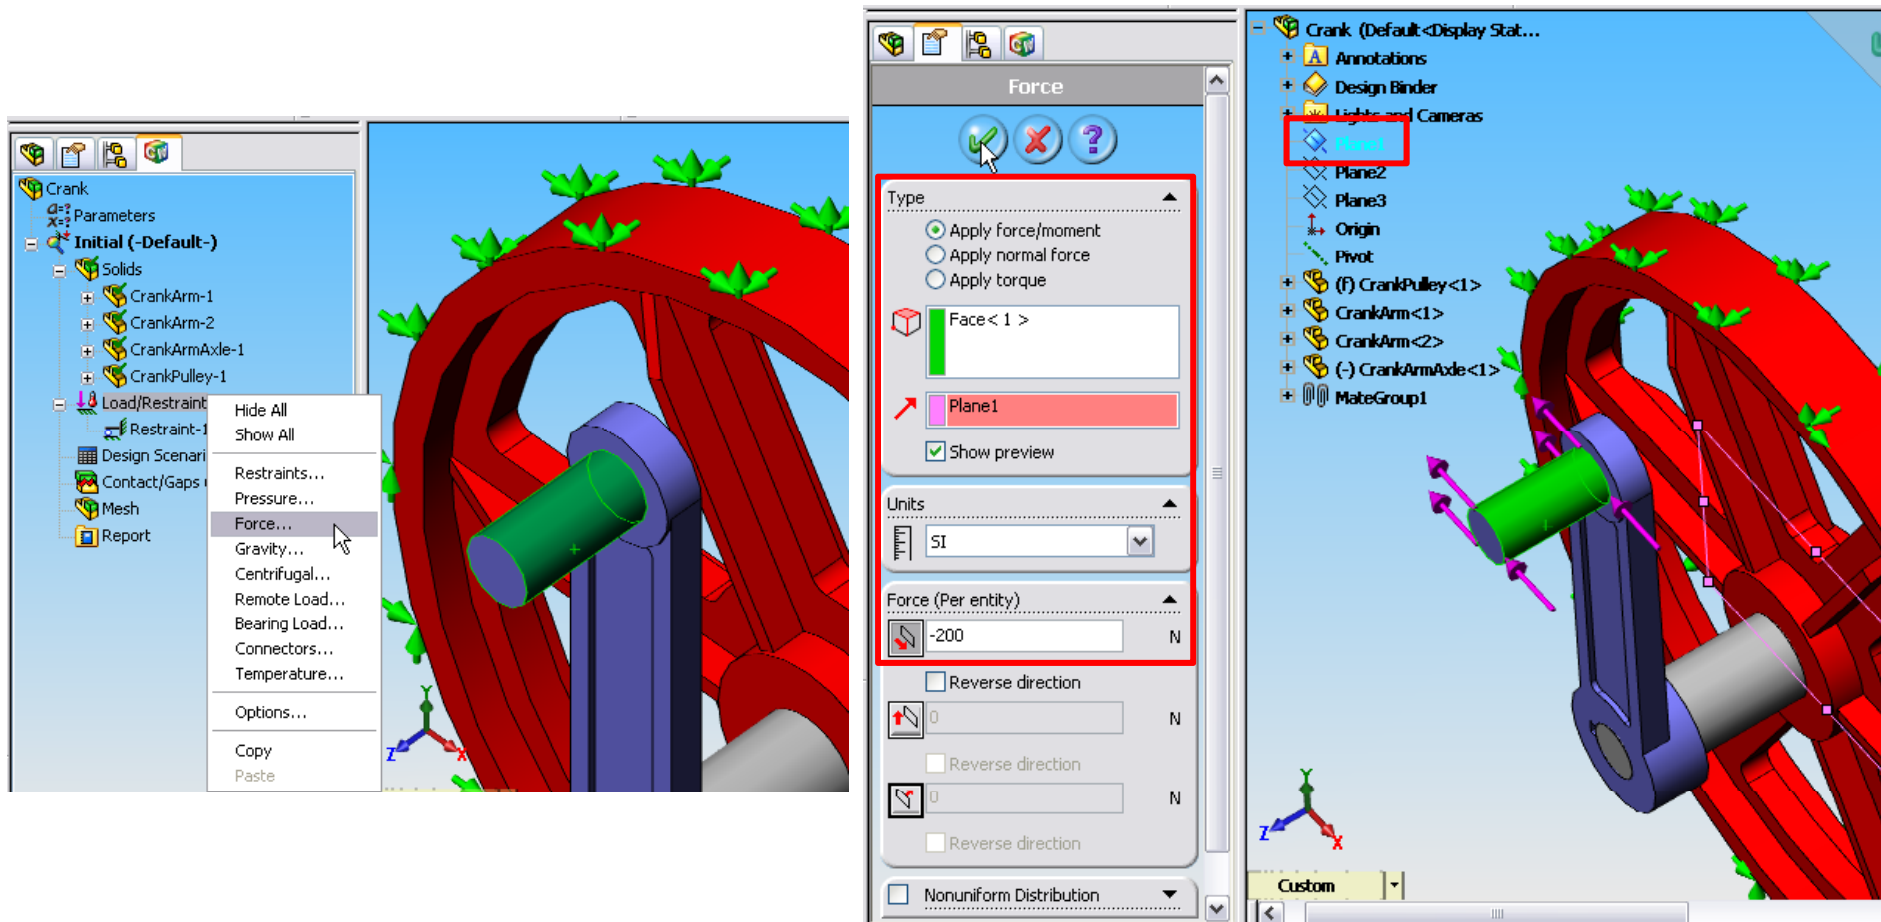 Crank
Parameters
Initial (-Default-)
Solids
CrankArm-1
CrankArm-2
CrankArmAxle-1
CrankPulley-1
Load/Restraint
Restraint-1
Design Scenari
Contact/Gaps
Mesh
Report
Hide All
Show All
Restraints...
Pressure...
Force...
Gravity...
Centrifugal...
Remote Load...
Bearing Load...
Connectors...
Temperature...
Options...
Copy
Paste
Y
Z
X
Force
Type
Apply force/moment
Apply normal force
Apply torque
Face< 1 >
Plane1
Show preview
Units
SI
Force (Per entity)
-200 N
Reverse direction
0 N
Reverse direction
0 N
Reverse direction
Nonuniform Distribution
Crank (Default<Display Stat...
Annotations
Design Binder
Lights and Cameras
Plane1
Plane2
Plane3
Origin
Pivot
(f) CrankPulley<1>
CrankArm<1>
CrankArm<2>
(-) CrankArmAxle<1>
MateGroup1
Y
Z
X
Custom